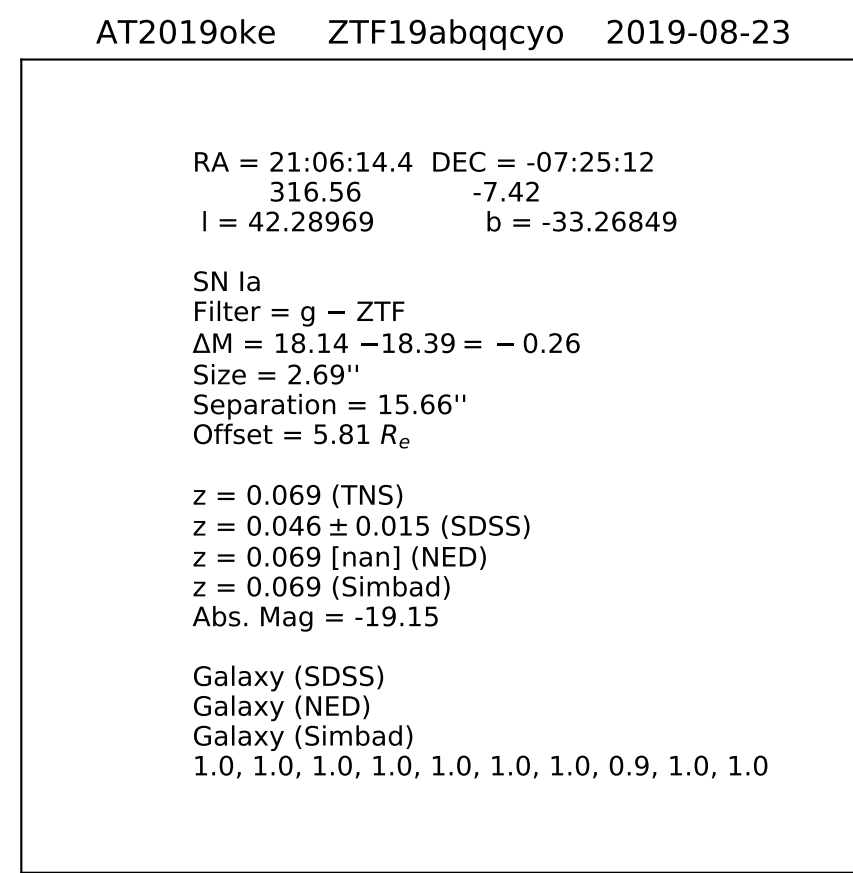 AT2019oke ZTF19abqqcyo 2019-08-23
RA = 21:06:14.4 DEC = -07:25:12
316.56 -7.42
l = 42.28969 b = -33.26849
SN Ia
Filter = g − ZTF
ΔM = 18.14 −18.39 = − 0.26
Size = 2.69''
Separation = 15.66''
Offset = 5.81 Re
z = 0.069 (TNS)
z = 0.046 ± 0.015 (SDSS)
z = 0.069 [nan] (NED)
z = 0.069 (Simbad)
Abs. Mag = -19.15
Galaxy (SDSS)
Galaxy (NED)
Galaxy (Simbad)
1.0, 1.0, 1.0, 1.0, 1.0, 1.0, 1.0, 0.9, 1.0, 1.0